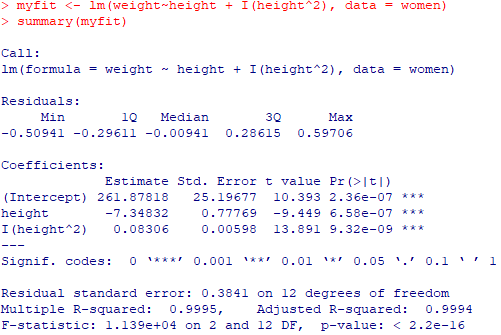 > myfit <- lm(weight~height + I(height^2), data = women)
> summary(myfit)
Call:
lm(formula = weight ~ height + I(height^2), data = women)
Residuals:
     Min       1Q   Median       3Q      Max
-0.50941 -0.29611 -0.00941  0.28615  0.59706
Coefficients:
             Estimate Std. Error t value Pr(>|t|)
(Intercept) 261.87818   25.19677  10.393 2.36e-07 ***
height       -7.34832    0.77769  -9.449 6.58e-07 ***
I(height^2)   0.08306    0.00598  13.891 9.32e-09 ***
---
Signif. codes:  0 ‘***’ 0.001 ‘**’ 0.01 ‘*’ 0.05 ‘.’ 0.1 ‘ ’ 1
Residual standard error: 0.3841 on 12 degrees of freedom
Multiple R-squared:  0.9995,    Adjusted R-squared:  0.9994
F-statistic: 1.139e+04 on 2 and 12 DF,  p-value: < 2.2e-16